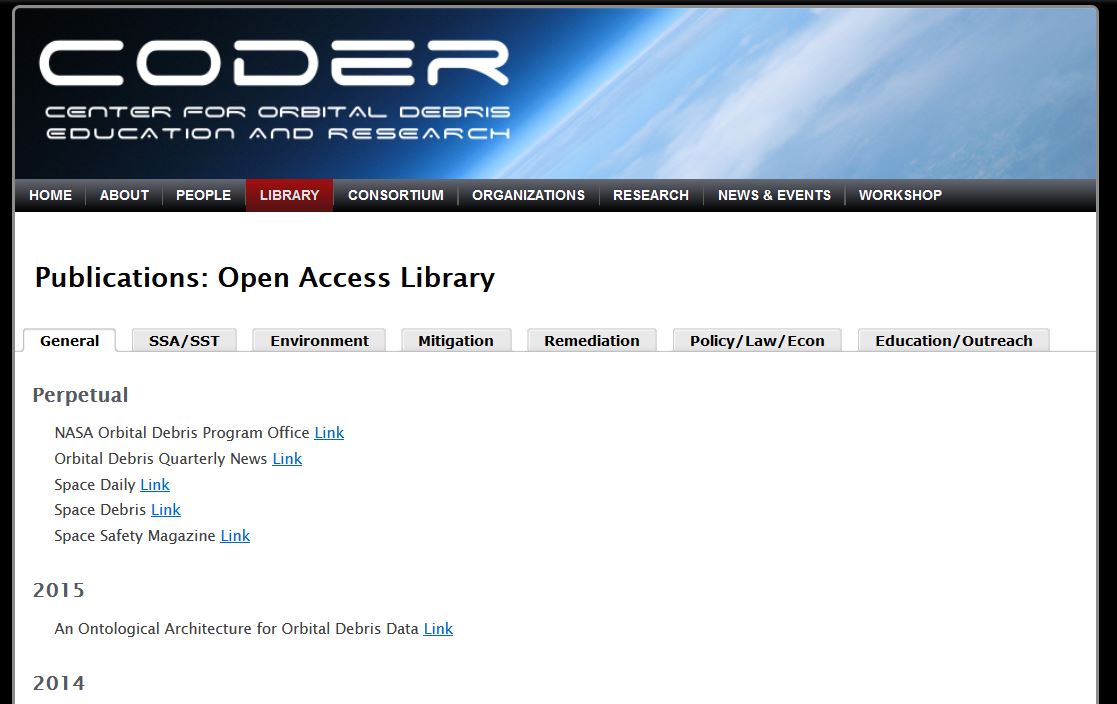 CODER
CENTER FOR ORBITAL DEBRIS
EDUCATION AND RESEARCH
HOME ABOUT PEOPLE LIBRARY CONSORTIUM ORGANIZATIONS RESEARCH NEWS & EVENTS WORKSHOP
Publications: Open Access Library
General SSA/SST Environment Mitigation Remediation Policy/Law/Econ Education/Outreach
Perpetual
NASA Orbital Debris Program Office Link
Orbital Debris Quarterly News Link
Space Daily Link
Space Debris Link
Space Safety Magazine Link
2015
An Ontological Architecture for Orbital Debris Data Link
2014